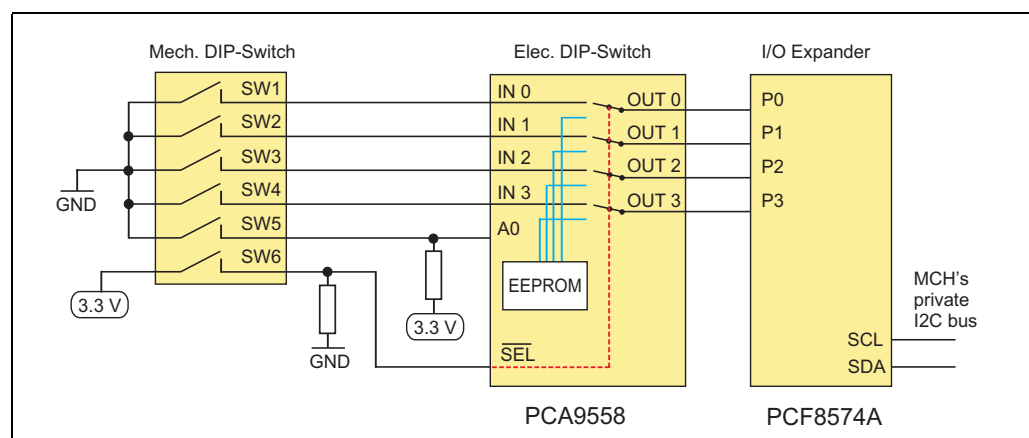 Mech. DIP-Switch
Elec. DIP-Switch
I/O Expander
SW1
SW2
SW3
SW4
SW5
SW6
GND
3.3 V
GND
3.3 V
IN 0
IN 1
IN 2
IN 3
A0
EEPROM
SEL
OUT 0
OUT 1
OUT 2
OUT 3
P0
P1
P2
P3
SCL
SDA
MCH's
private
I2C bus
PCA9558
PCF8574A